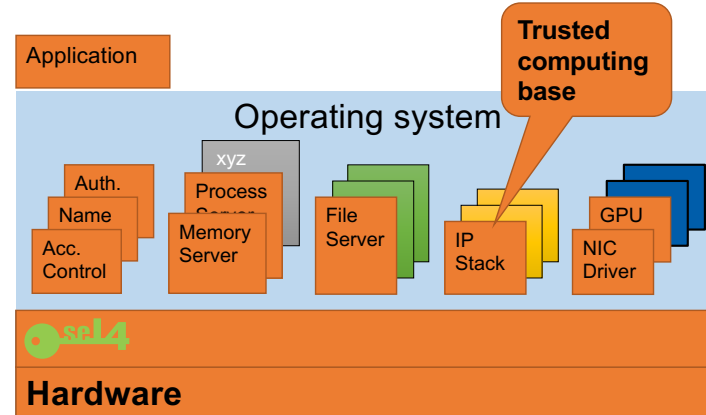 Trusted
computing
base
Application
Operating system
xyz
Auth.
Name
Acc.
Control
Process
Server
Memory
Server
File
Server
IP
Stack
GPU
NIC
Driver
seL4
Hardware